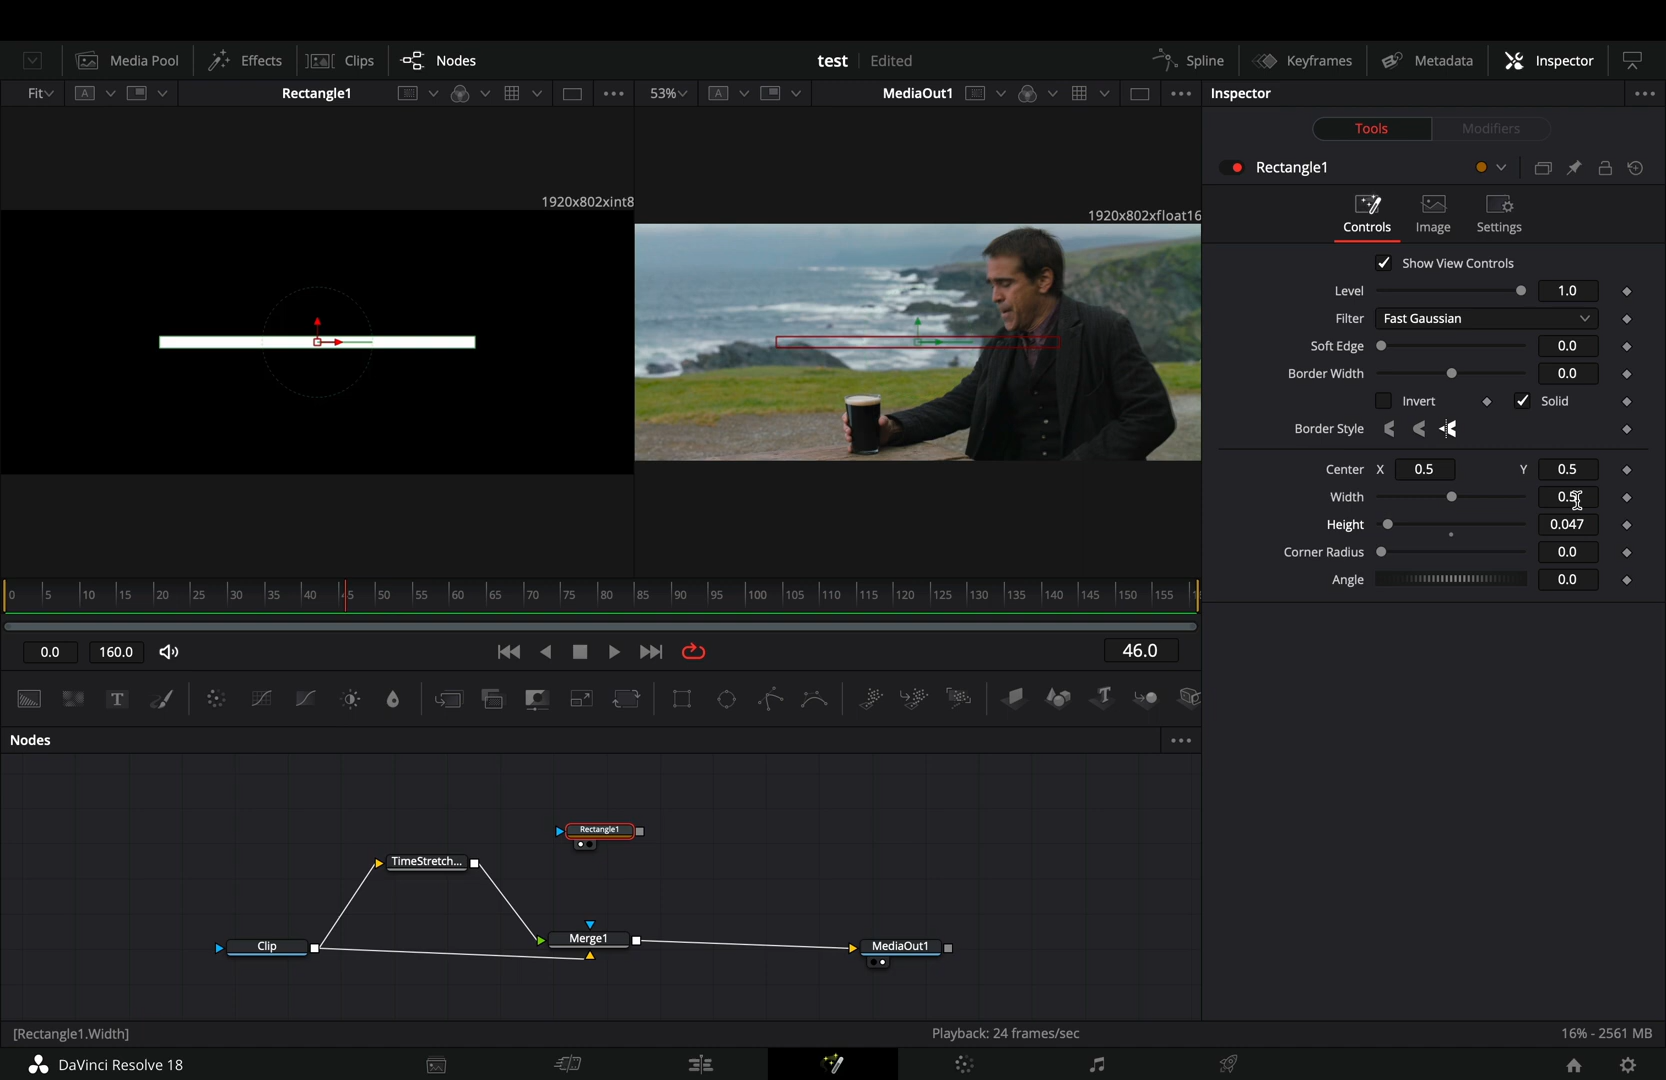 Media Pool Effects Clips Nodes test Edited Spline Keyframes Metadata Inspector
Fit A Rectangle1 53% A MediaOut1 Inspector
Tools Modifiers
Rectangle1
1920x802xint8
1920x802xfloat16
Controls Image Settings
Show View Controls
Level 1.0
Filter Fast Gaussian
Soft Edge 0.0
Border Width 0.0
Invert Solid
Border Style
Center X 0.5 Y 0.5
Width 0.5
Height 0.047
Corner Radius 0.0
Angle 0.0
0 5 10 15 20 25 30 35 40 45 50 55 60 65 70 75 80 85 90 95 100 105 110 115 120 125 130 135 140 145 150 155
0.0 160.0 46.0
T T
Nodes
Rectangle1
TimeStretch...
Clip Merge1 MediaOut1
[Rectangle1.Width] Playback: 24 frames/sec 16% - 2561 MB
DaVinci Resolve 18